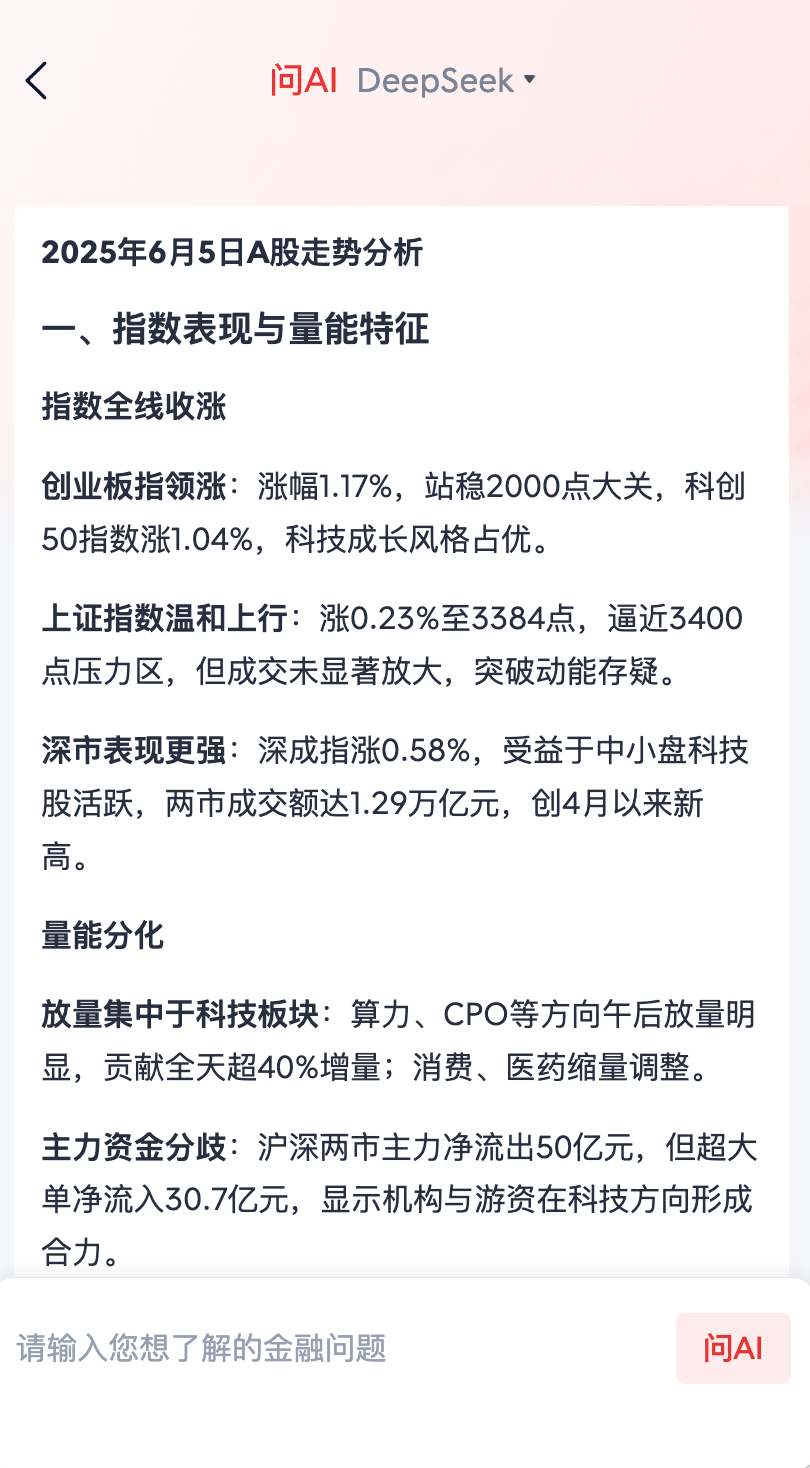 问AI DeepSeek
2025年6月5日A股走势分析
一、指数表现与量能特征
指数全线收涨
创业板指领涨：涨幅1.17%，站稳2000点大关，科创
50指数涨1.04%，科技成长风格占优。
上证指数温和上行：涨0.23%至3384点，逼近3400
点压力区，但成交未显著放大，突破动能存疑。
深市表现更强：深成指涨0.58%，受益于中小盘科技
股活跃，两市成交额达1.29万亿元，创4月以来新
高。
量能分化
放量集中于科技板块：算力、CPO等方向午后放量明
显，贡献全天超40%增量；消费、医药缩量调整。
主力资金分歧：沪深两市主力净流出50亿元，但超大
单净流入30.7亿元，显示机构与游资在科技方向形成
合力。
请输入您想了解的金融问题
问AI